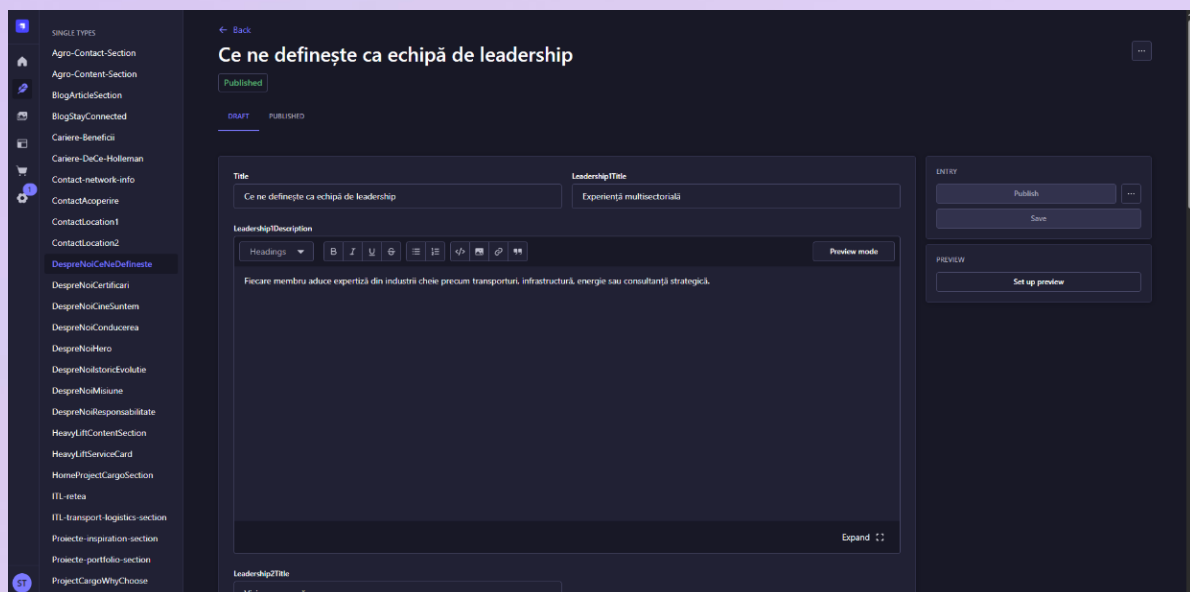 SINGLE TYPES
Agro-Contact-Section
Agro-Content-Section
BlogArticleSection
BlogStayConnected
Cariere-Beneficii
Cariere-DeCe-Holleman
Contact-network-info
ContactAcoperire
ContactLocation1
ContactLocation2
DespreNoiCeNeDefineste
DespreNoiCertificari
DespreNoiCineSuntem
DespreNoiConducerea
DespreNoiHero
DespreNoiIstoricEvolutie
DespreNoiMisiune
DespreNoiResponsabilitate
HeavyLiftContentSection
HeavyLiftServiceCard
HomeProjectCargoSection
ITL-retea
ITL-transport-logistics-section
Proiecte-inspiration-section
Proiecte-portfolio-section
ProjectCargoWhyChoose
1
ST
← Back
Ce ne definește ca echipă de leadership
...
Published
DRAFT PUBLISHED
Title Leadership1Title
Ce ne definește ca echipă de leadership Experiență multisectorială
Leadership1Description
Headings B I U S Preview mode
Fiecare membru aduce expertiză din industrii cheie precum transporturi, infrastructură, energie sau consultanță strategică.
Expand
Leadership2Title
ENTRY
Publish ...
Save
PREVIEW
Set up preview